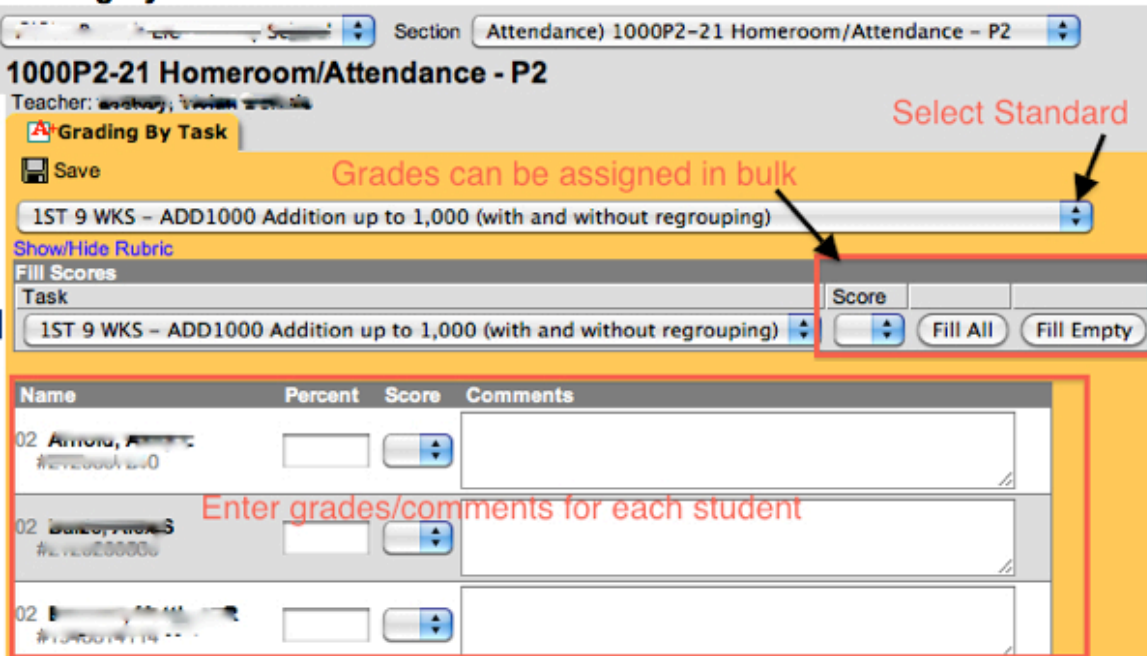 Section Attendance) 1000P2-21 Homeroom/Attendance - P2
1000P2-21 Homeroom/Attendance - P2
Teacher:
Select Standard
A+ Grading By Task
Save
Grades can be assigned in bulk
1ST 9 WKS - ADD1000 Addition up to 1,000 (with and without regrouping)
Show/Hide Rubric
Fill Scores
Task Score
1ST 9 WKS - ADD1000 Addition up to 1,000 (with and without regrouping) Fill All Fill Empty
Name Percent Score Comments
02
Enter grades/comments for each student
02
02